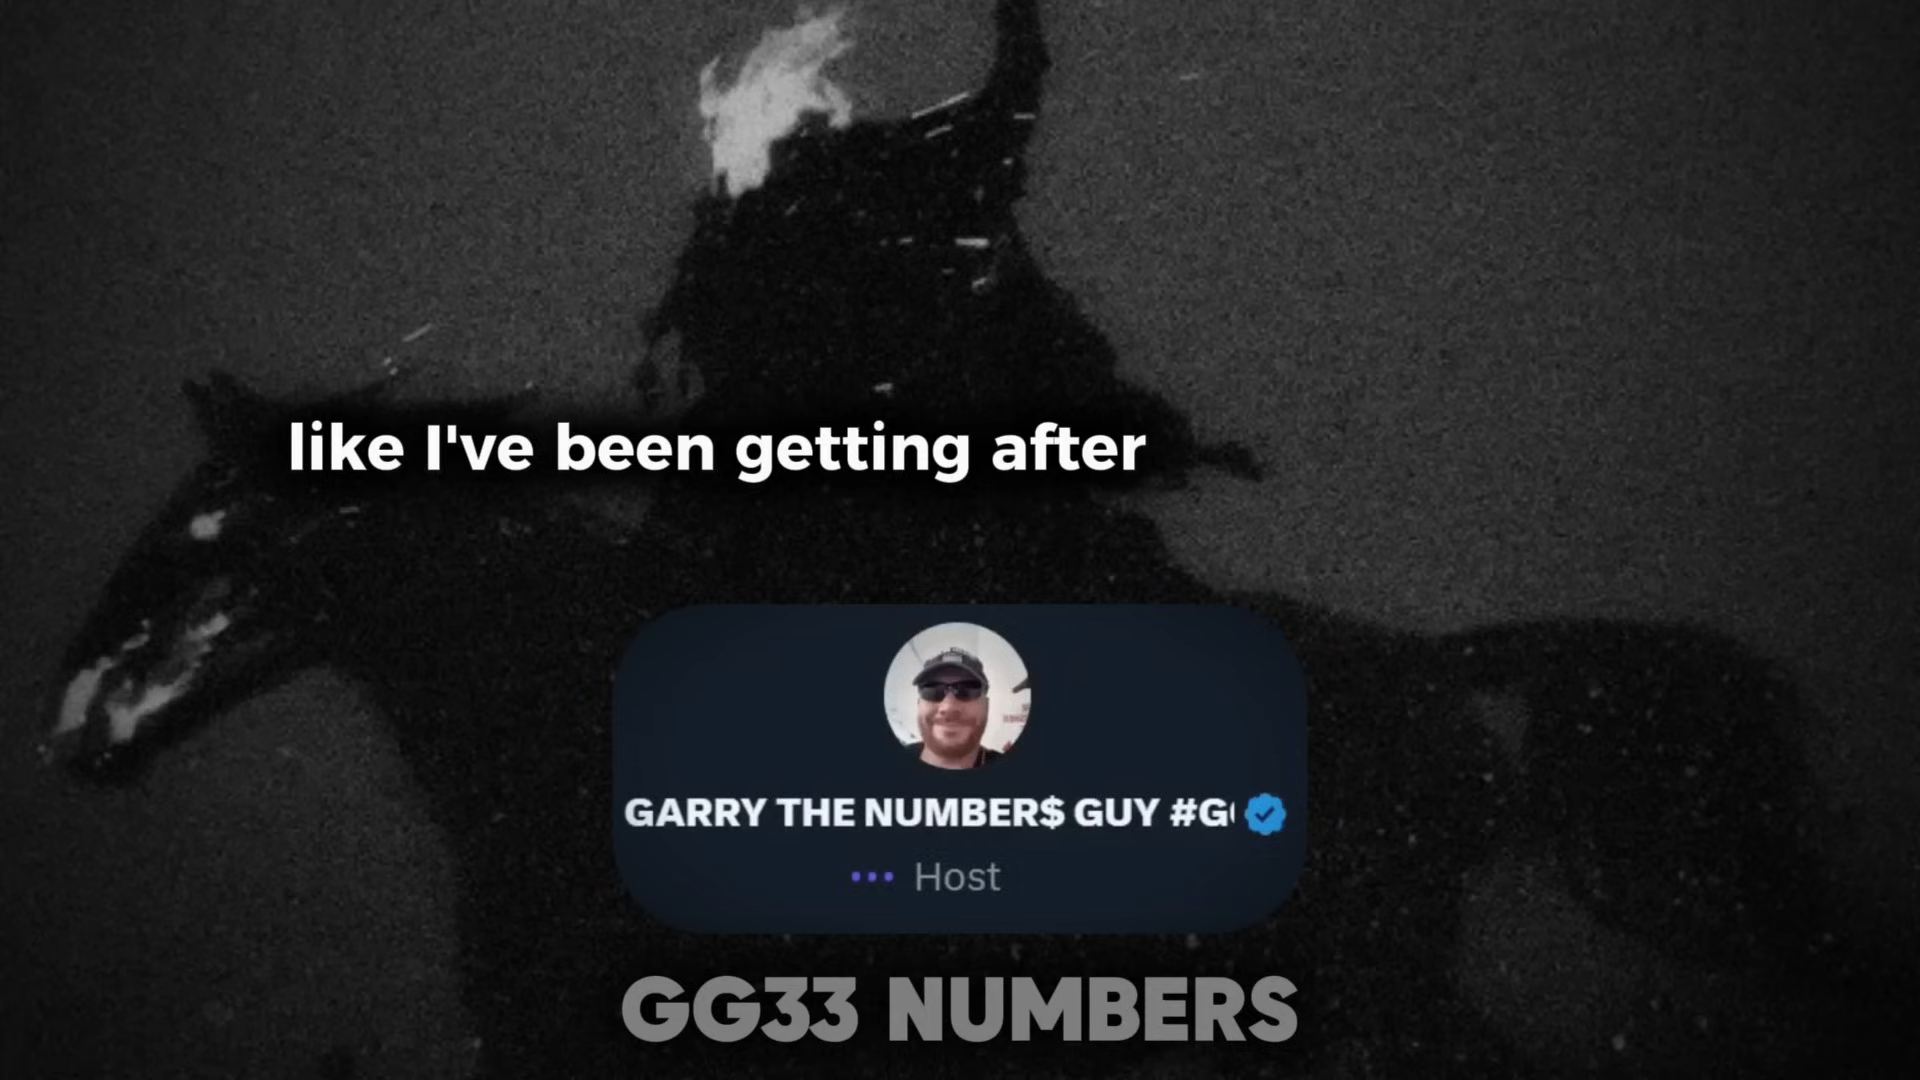 like I've been getting after
GARRY THE NUMBER$ GUY #G
Host
GG33 NUMBERS